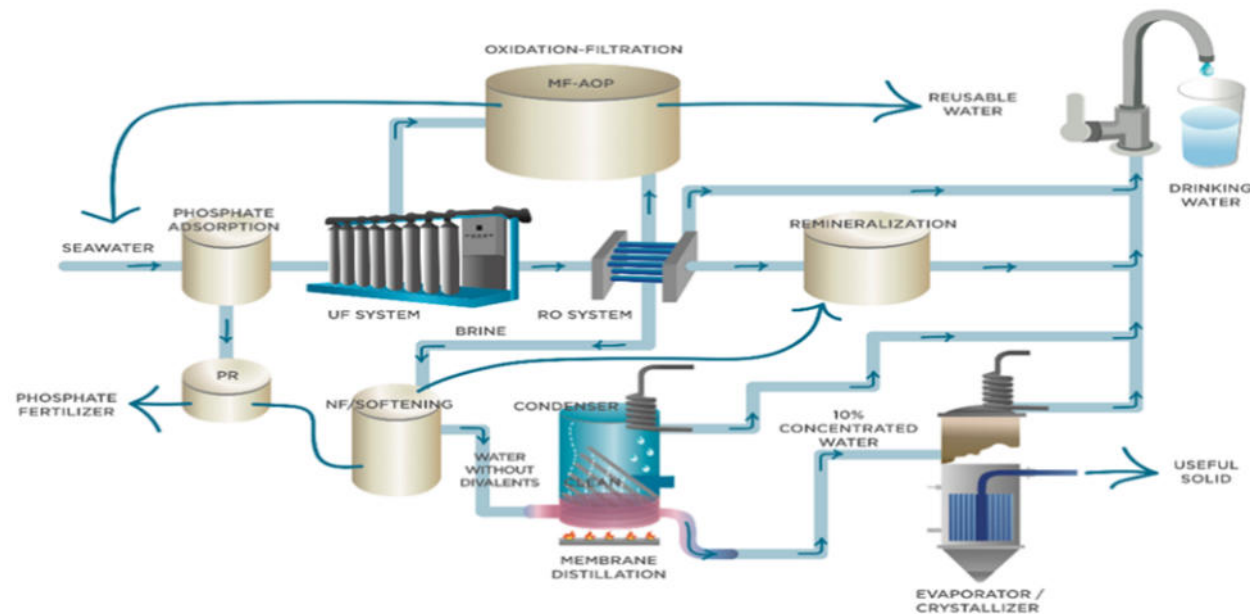 OXIDATION-FILTRATION
MF-AOP
REUSABLE
WATER
DRINKING
WATER
PHOSPHATE
ADSORPTION
SEAWATER
REMINERALIZATION
UF SYSTEM
RO SYSTEM
BRINE
PR
PHOSPHATE
FERTILIZER
NF/SOFTENING
CONDENSER
10%
CONCENTRATED
WATER
WATER
WITHOUT
DIVALENTS
CLEAN
USEFUL
SOLID
MEMBRANE
DISTILLATION
EVAPORATOR /
CRYSTALLIZER